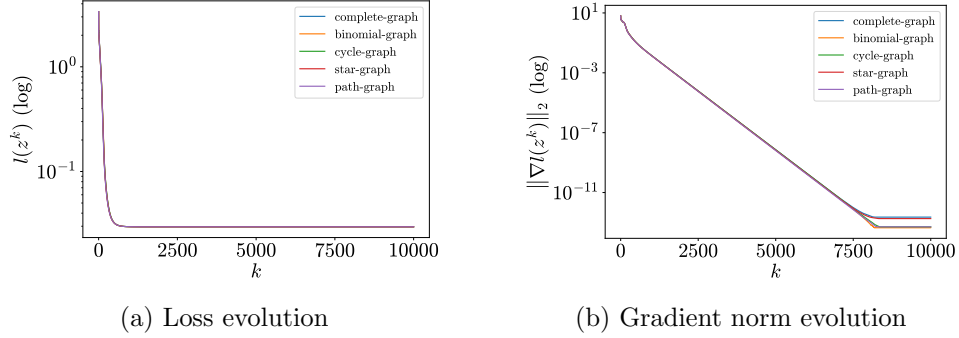 complete-graph
binomial-graph
cycle-graph
star-graph
path-graph
l(z^k) (log)
10^0
10^{-1}
0 2500 5000 7500 10000
k
(a) Loss evolution
complete-graph
binomial-graph
cycle-graph
star-graph
path-graph
‖∇l(z^k)‖_2 (log)
10^1
10^{-3}
10^{-7}
10^{-11}
0 2500 5000 7500 10000
k
(b) Gradient norm evolution